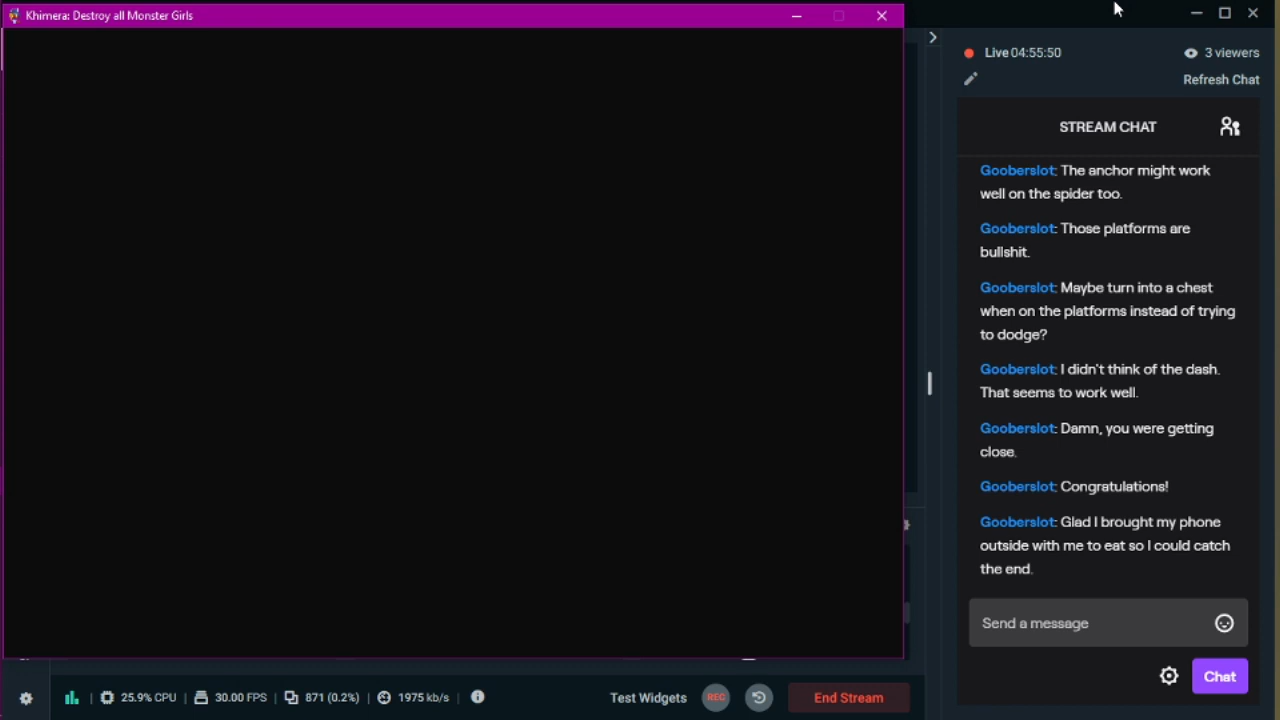 Khimera: Destroy all Monster Girls
Live 04:55:50
3 viewers
Refresh Chat
STREAM CHAT
Gooberslot: The anchor might work
well on the spider too.
Gooberslot: Those platforms are
bullshit.
Gooberslot: Maybe turn into a chest
when on the platforms instead of trying
to dodge?
Gooberslot: I didn't think of the dash.
That seems to work well.
Gooberslot: Damn, you were getting
close.
Gooberslot: Congratulations!
Gooberslot: Glad I brought my phone
outside with me to eat so I could catch
the end.
Send a message
Chat
25.9% CPU
30.00 FPS
871 (0.2%)
1975 kb/s
Test Widgets
REC
End Stream